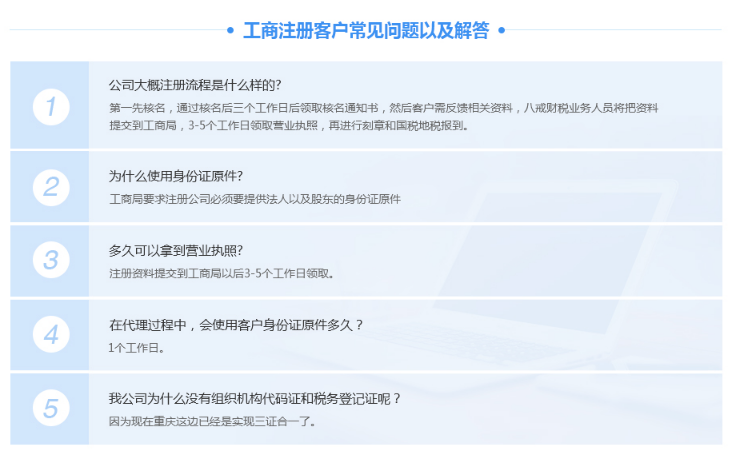 • 工商注册客户常见问题以及解答 •
1
公司大概注册流程是什么样的?
第一先核名，通过核名后三个工作日后领取核名通知书，然后客户需反馈相关资料，八戒财税业务人员将把资料
提交到工商局，3-5个工作日领取营业执照，再进行刻章和国税地税报到。
2
为什么使用身份证原件?
工商局要求注册公司必须要提供法人以及股东的身份证原件
3
多久可以拿到营业执照?
注册资料提交到工商局以后3-5个工作日领取。
4
在代理过程中，会使用客户身份证原件多久？
1个工作日。
5
我公司为什么没有组织机构代码证和税务登记证呢？
因为现在重庆这边已经是实现三证合一了。